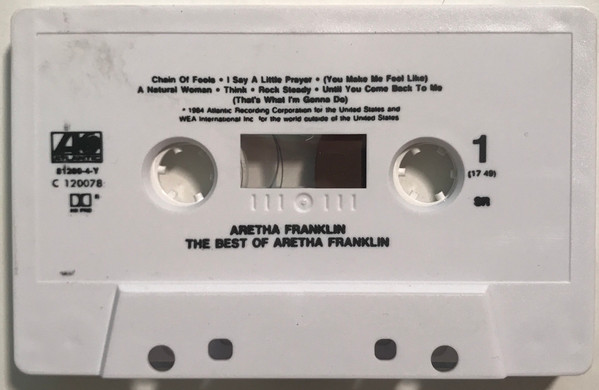 Chain Of Fools • I Say A Little Prayer • (You Make Me Feel Like)
A Natural Woman • Think • Rock Steady • Until You Come Back To Me
(That's What I'm Gonna Do)
1984 Atlantic Recording Corporation for the United States and
WEA International Inc for the world outside of the United States
ATLANTIC
81280-4-Y
C 120078
1
(17 49)
SR
ARETHA FRANKLIN
THE BEST OF ARETHA FRANKLIN